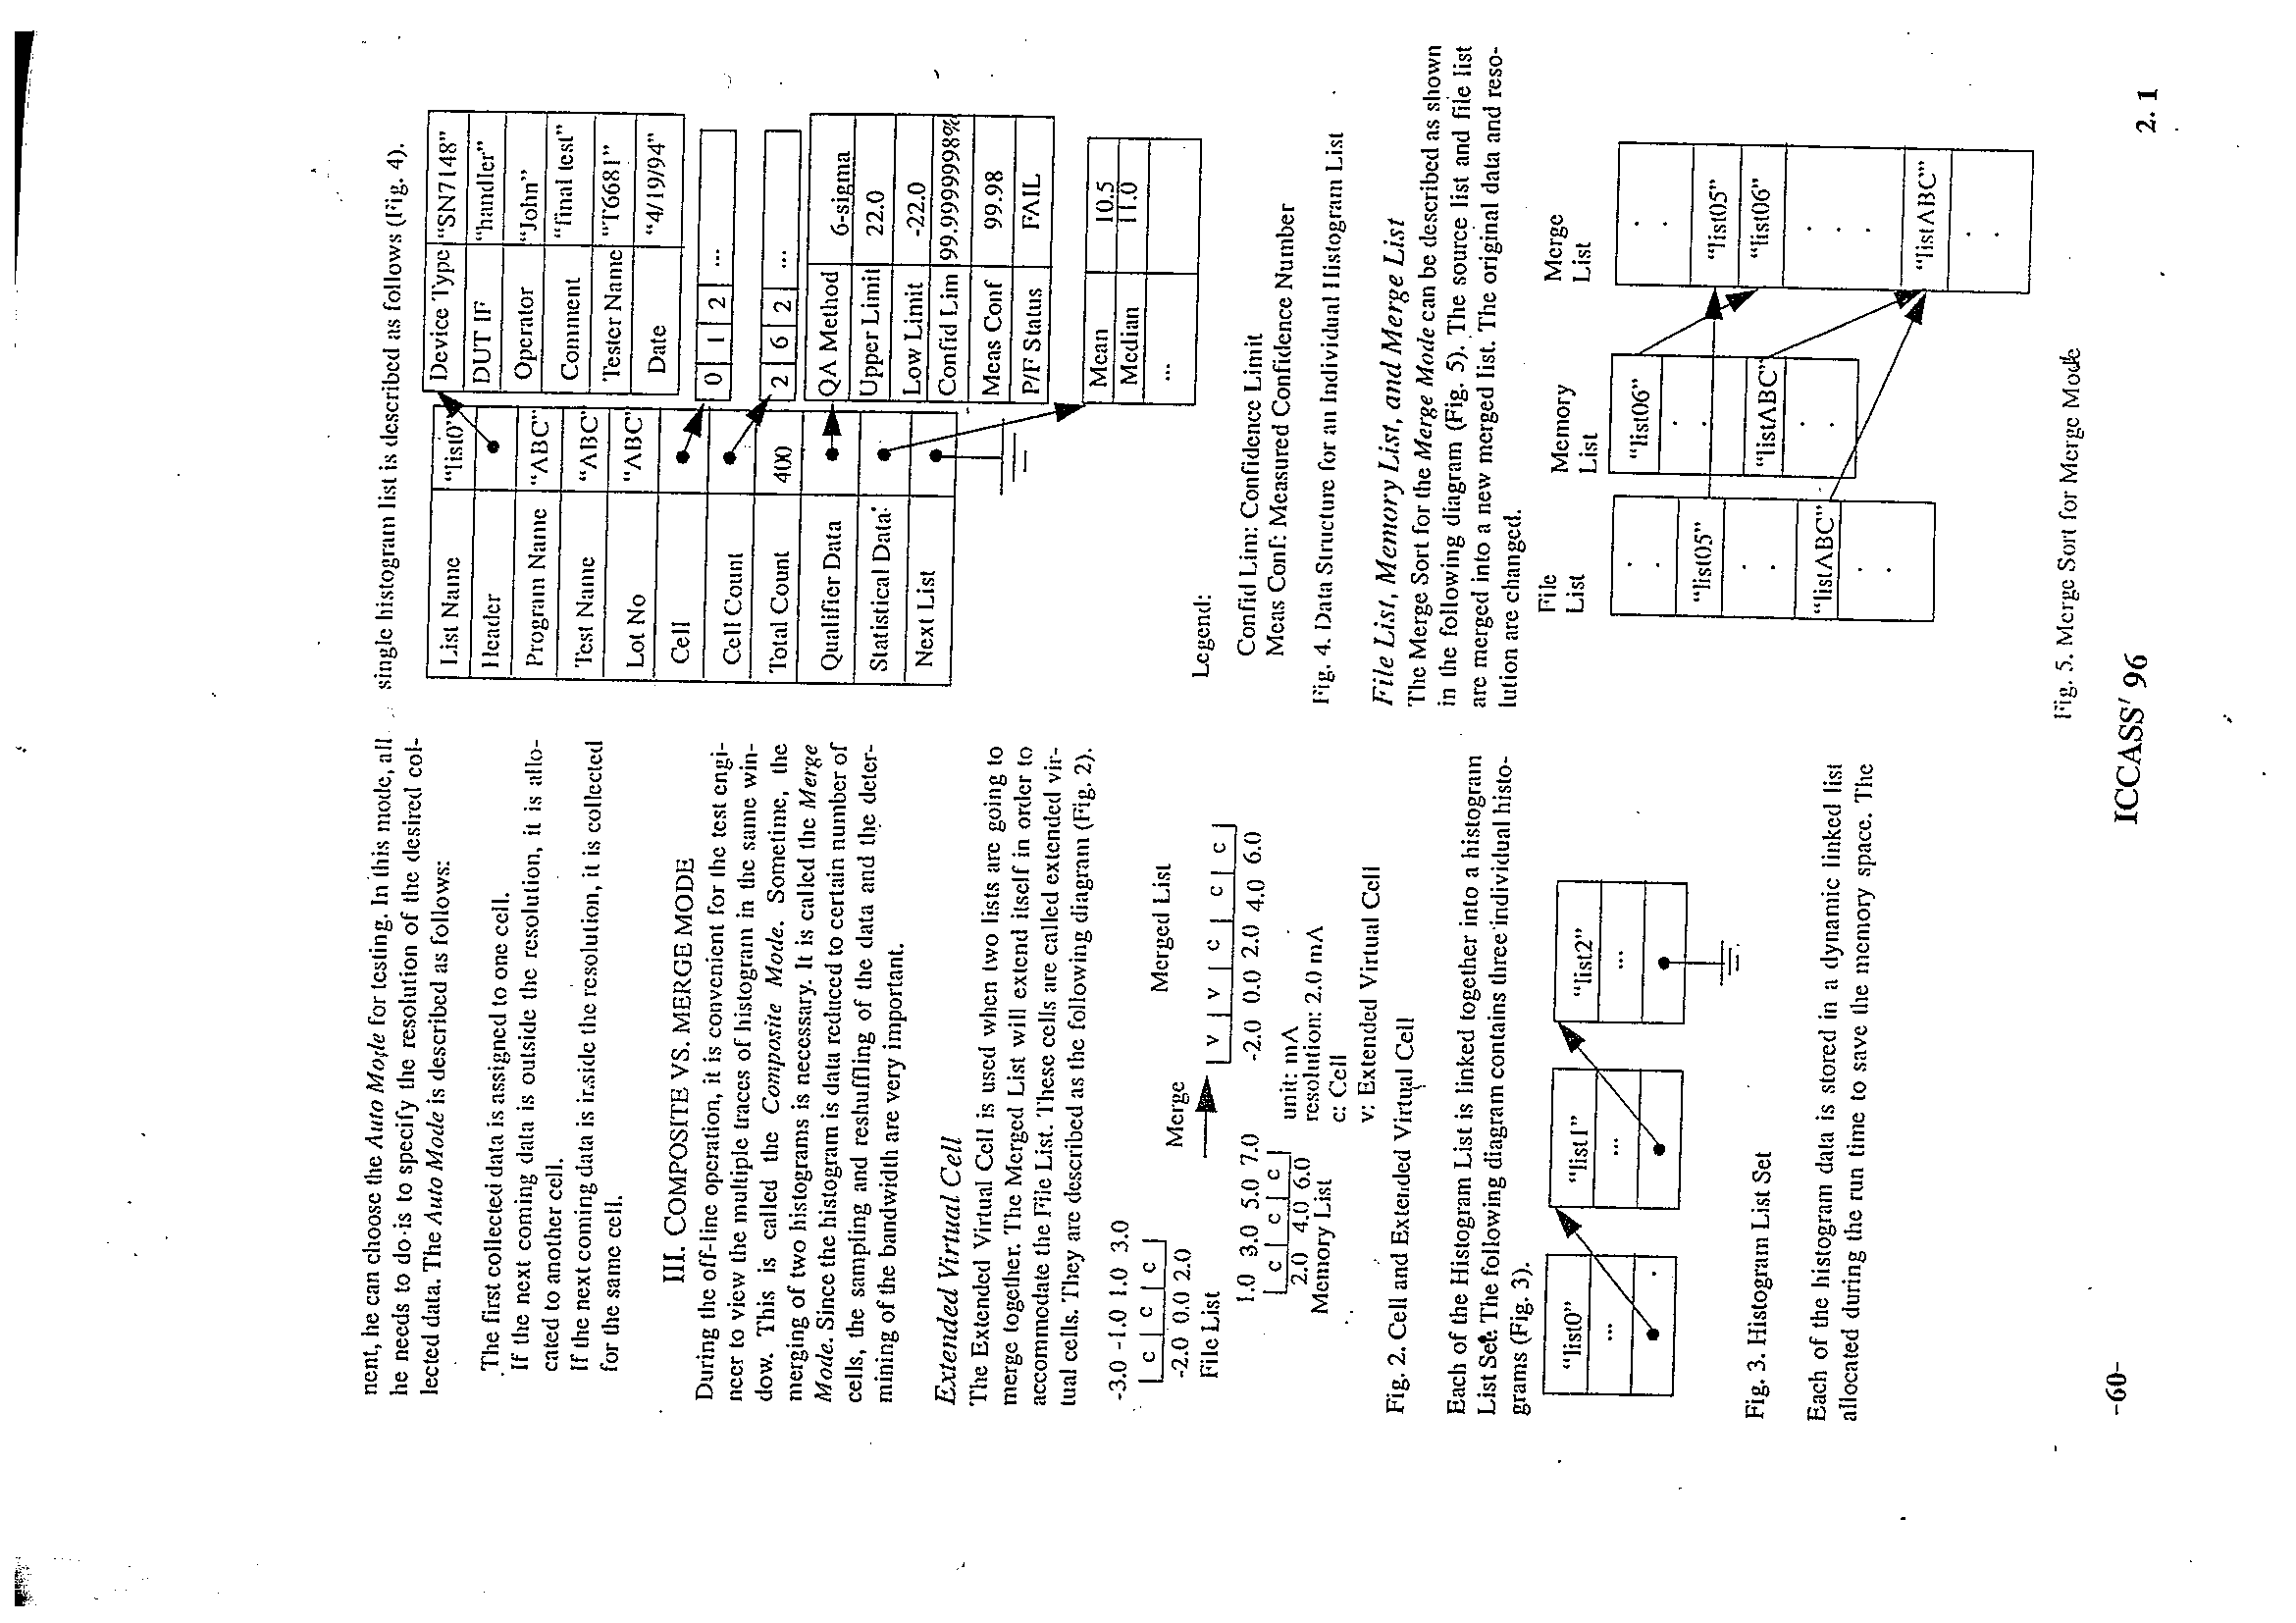 nent, he can choose the Auto Mode for testing. In this mode, all
he needs to do is to specify the resolution of the desired col-
lected data. The Auto Mode is described as follows:
The first collected data is assigned to one cell.
If the next coming data is outside the resolution, it is allo-
cated to another cell.
If the next coming data is inside the resolution, it is collected
for the same cell.
III. COMPOSITE VS. MERGE MODE
During the off-line operation, it is convenient for the test engi-
neer to view the multiple traces of histogram in the same win-
dow. This is called the Composite Mode. Sometime, the
merging of two histograms is necessary. It is called the Merge
Mode. Since the histogram is data reduced to certain number of
cells, the sampling and reshuffling of the data and the deter-
mining of the bandwidth are very important.
Extended Virtual Cell
The Extended Virtual Cell is used when two lists are going to
merge together. The Merged List will extend itself in order to
accommodate the File List. These cells are called extended vir-
tual cells. They are described as the following diagram (Fig. 2).
-3.0 -1.0 1.0 3.0
c c c
-2.0 0.0 2.0
File List
1.0 3.0 5.0 7.0
c c c
2.0 4.0 6.0
Memory List
Merge
Merged List
v v c c c
-2.0 0.0 2.0 4.0 6.0
unit: mA
resolution: 2.0 mA
c: Cell
v: Extended Virtual Cell
Fig. 2. Cell and Extended Virtual Cell
Each of the Histogram List is linked together into a histogram
List Set. The following diagram contains three individual histo-
grams (Fig. 3).
"list0" "list1" "list2"
... ... ...
Fig. 3. Histogram List Set
Each of the histogram data is stored in a dynamic linked list
allocated during the run time to save the memory space. The
single histogram list is described as follows (Fig. 4).
List Name "list0"
Header
Program Name "ABC"
Test Name "ABC"
Lot No "ABC"
Cell
Cell Count
Total Count 400
Qualifier Data
Statistical Data
Next List
Device Type "SN7148"
DUT IF "handler"
Operator "John"
Comment "final test"
Tester Name "T6681"
Date "4/19/94"
0 1 2 ...
2 6 2 ...
QA Method 6-sigma
Upper Limit 22.0
Low Limit -22.0
Confid Lim 99.9999998%
Meas Conf 99.98
P/F Status FAIL
Mean 10.5
Median 11.0
...
Legend:
Confid Lim: Confidence Limit
Meas Conf: Measured Confidence Number
Fig. 4. Data Structure for an Individual Histogram List
File List, Memory List, and Merge List
The Merge Sort for the Merge Mode can be described as shown
in the following diagram (Fig. 5). The source list and file list
are merged into a new merged list. The original data and reso-
lution are changed.
File
List
Memory
List
Merge
List
"list05"
"listABC"
"list06"
"listABC"
"list05"
"list06"
"listABC"
Fig. 5. Merge Sort for Merge Mode
-60-
ICCASS' 96
2. 1